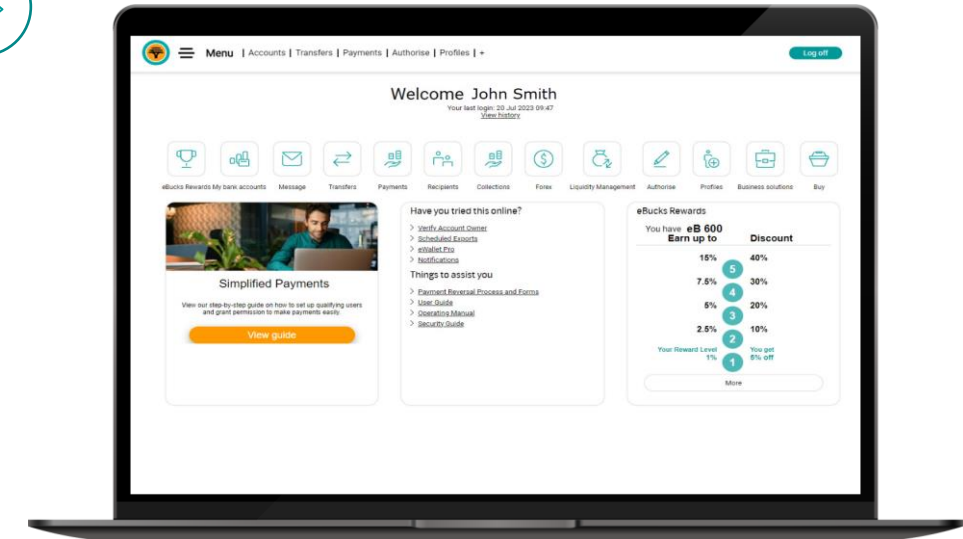 Menu | Accounts | Transfers | Payments | Authorise | Profiles | +
Log off
Welcome John Smith
Your last login: 20 Jul 2023 09:47
View history
eBucks Rewards My bank accounts Message Transfers Payments Recipients Collections Forex Liquidity Management Authorise Profiles Business solutions Buy
Simplified Payments
View our step-by-step guide on how to set up qualifying users
and grant permission to make payments easily.
View guide
Have you tried this online?
> Verify Account Owner
> Scheduled Exports
> eWallet Pro
> Notifications
Things to assist you
> Payment Reversal Process and Forms
> User Guide
> Operating Manual
> Security Guide
eBucks Rewards
You have eB 600
Earn up to Discount
15% 40%
5
7.5% 30%
4
5% 20%
3
2.5% 10%
2
Your Reward Level You get
1% 5% off
1
More